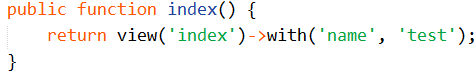 public function index() {
    return view('index')->with('name', 'test');
}